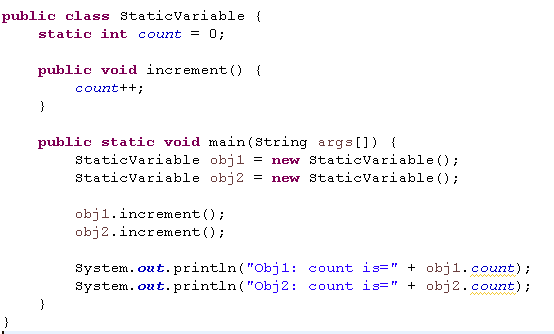 public class StaticVariable {
static int count = 0;
public void increment() {
count++;
}
public static void main(String args[]) {
StaticVariable obj1 = new StaticVariable();
StaticVariable obj2 = new StaticVariable();
obj1.increment();
obj2.increment();
System.out.println("Obj1: count is=" + obj1.count);
System.out.println("Obj2: count is=" + obj2.count);
}
}